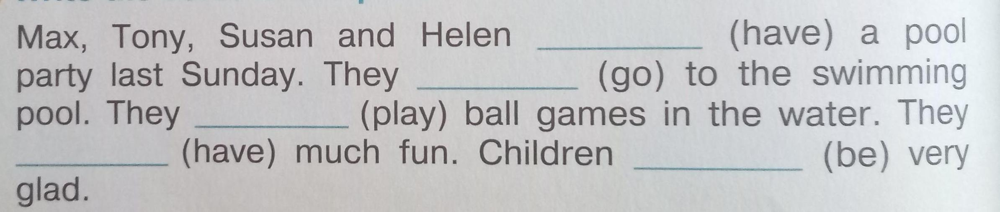 Max, Tony, Susan and Helen __________ (have) a pool
party last Sunday. They __________ (go) to the swimming
pool. They __________ (play) ball games in the water. They
__________ (have) much fun. Children __________ (be) very
glad.